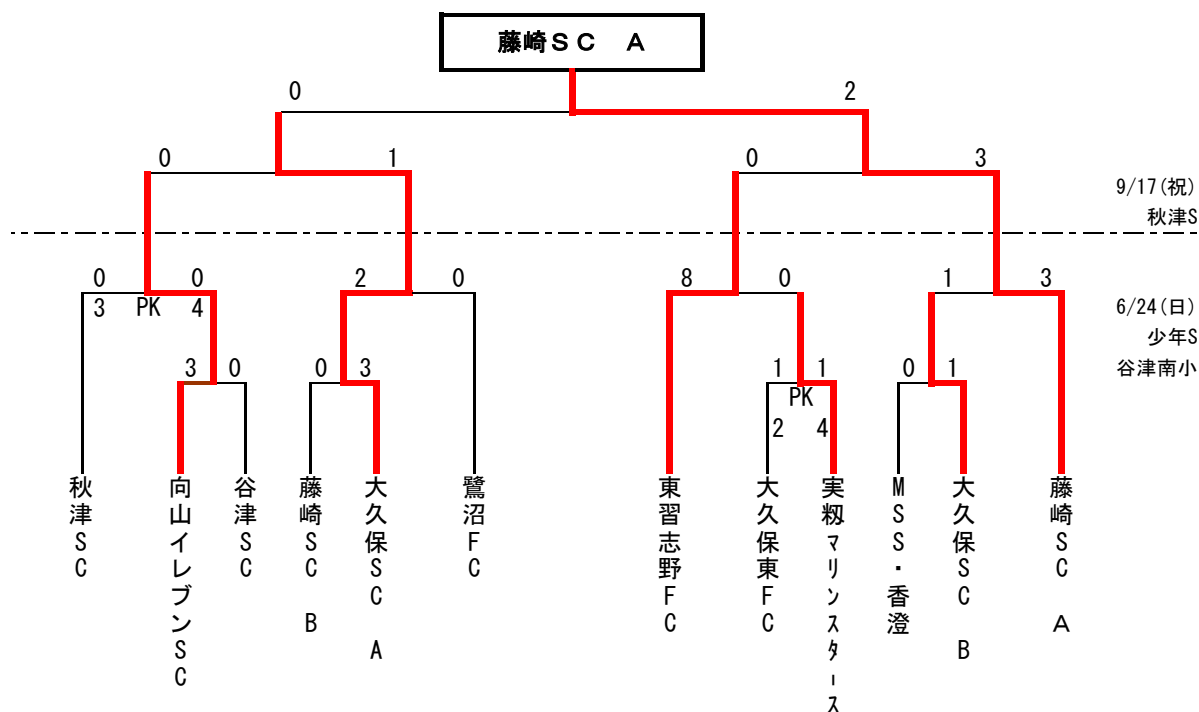 藤崎ＳＣ　Ａ
0
2
0
1
0
3
9/17(祝)
秋津S
0
0
2
0
8
0
1
3
3
PK
4
6/24(日)
少年S
谷津南小
3
0
0
3
1
1
0
1
PK
2
4
秋津SC
向山イレブンSC
谷津SC
藤崎SC B
大久保SC A
鷺沼FC
東習志野FC
大久保東FC
実籾ﾏﾘﾝｽﾀｰｽ
MSS・香澄
大久保SC B
藤崎SC A